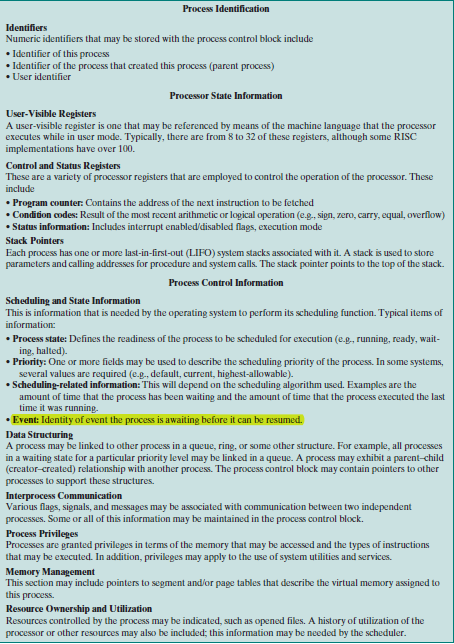 Process Identification
Identifiers
Numeric identifiers that may be stored with the process control block include
• Identifier of this process
• Identifier of the process that created this process (parent process)
• User identifier
Processor State Information
User-Visible Registers
A user-visible register is one that may be referenced by means of the machine language that the processor
executes while in user mode. Typically, there are from 8 to 32 of these registers, although some RISC
implementations have over 100.
Control and Status Registers
These are a variety of processor registers that are employed to control the operation of the processor. These
include
• Program counter: Contains the address of the next instruction to be fetched
• Condition codes: Result of the most recent arithmetic or logical operation (e.g., sign, zero, carry, equal, overflow)
• Status information: Includes interrupt enabled/disabled flags, execution mode
Stack Pointers
Each process has one or more last-in-first-out (LIFO) system stacks associated with it. A stack is used to store
parameters and calling addresses for procedure and system calls. The stack pointer points to the top of the stack.
Process Control Information
Scheduling and State Information
This is information that is needed by the operating system to perform its scheduling function. Typical items of
information:
• Process state: Defines the readiness of the process to be scheduled for execution (e.g., running, ready, wait-
ing, halted).
• Priority: One or more fields may be used to describe the scheduling priority of the process. In some systems,
several values are required (e.g., default, current, highest-allowable).
• Scheduling-related information: This will depend on the scheduling algorithm used. Examples are the
amount of time that the process has been waiting and the amount of time that the process executed the last
time it was running.
• Event: Identity of event the process is awaiting before it can be resumed.
Data Structuring
A process may be linked to other process in a queue, ring, or some other structure. For example, all processes
in a waiting state for a particular priority level may be linked in a queue. A process may exhibit a parent–child
(creator–created) relationship with another process. The process control block may contain pointers to other
processes to support these structures.
Interprocess Communication
Various flags, signals, and messages may be associated with communication between two independent
processes. Some or all of this information may be maintained in the process control block.
Process Privileges
Processes are granted privileges in terms of the memory that may be accessed and the types of instructions
that may be executed. In addition, privileges may apply to the use of system utilities and services.
Memory Management
This section may include pointers to segment and/or page tables that describe the virtual memory assigned to
this process.
Resource Ownership and Utilization
Resources controlled by the process may be indicated, such as opened files. A history of utilization of the
processor or other resources may also be included; this information may be needed by the scheduler.